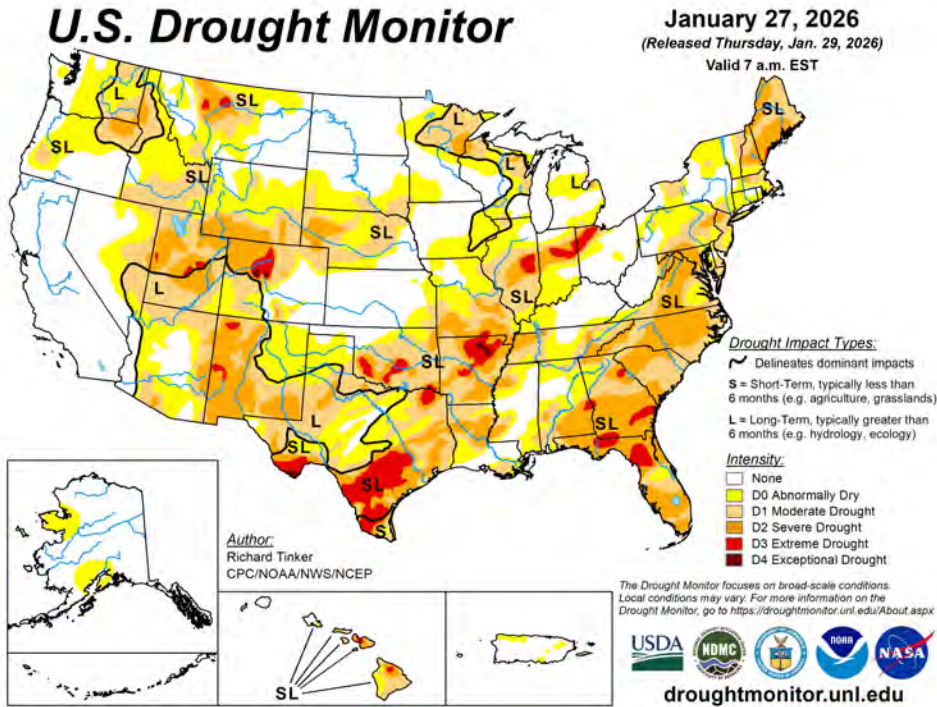 U.S. Drought Monitor
January 27, 2026
(Released Thursday, Jan. 29, 2026)
Valid 7 a.m. EST
L
SL
L
SL
SL
L
L
SL
SL
SL
SL
L
SL
SL
L
SL
SL
SL
S
Drought Impact Types:
Delineates dominant impacts
S = Short-Term, typically less than
6 months (e.g. agriculture, grasslands)
L = Long-Term, typically greater than
6 months (e.g. hydrology, ecology)
Intensity:
None
D0 Abnormally Dry
D1 Moderate Drought
D2 Severe Drought
D3 Extreme Drought
D4 Exceptional Drought
Author:
Richard Tinker
CPC/NOAA/NWS/NCEP
SL
The Drought Monitor focuses on broad-scale conditions.
Local conditions may vary. For more information on the
Drought Monitor, go to https://droughtmonitor.unl.edu/About.aspx
USDA
NDMC
NOAA
NASA
droughtmonitor.unl.edu